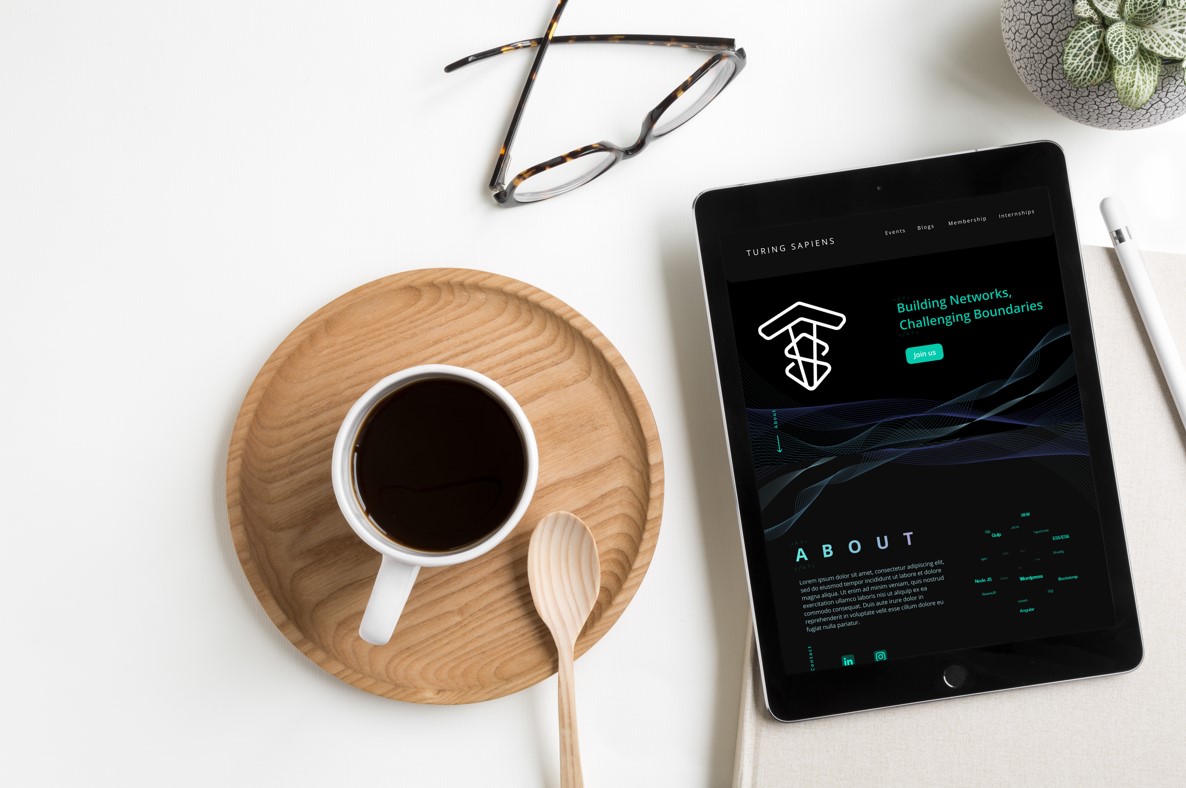 TURING SAPIENS
Events
Blogs
Membership
Internships
Building Networks,
Challenging Boundaries
Join us
About
ABOUT
Lorem ipsum dolor sit amet, consectetur adipiscing elit,
sed do eiusmod tempor incididunt ut labore et dolore
magna aliqua. Ut enim ad minim veniam, quis nostrud
exercitation ullamco laboris nisi ut aliquip ex ea
commodo consequat. Duis aute irure dolor in
reprehenderit in voluptate velit esse cillum dolore eu
fugiat nulla pariatur.
Gulp
ES5/ES6
Node JS
Wordpress
Bootstrap
Angular
Contact
in